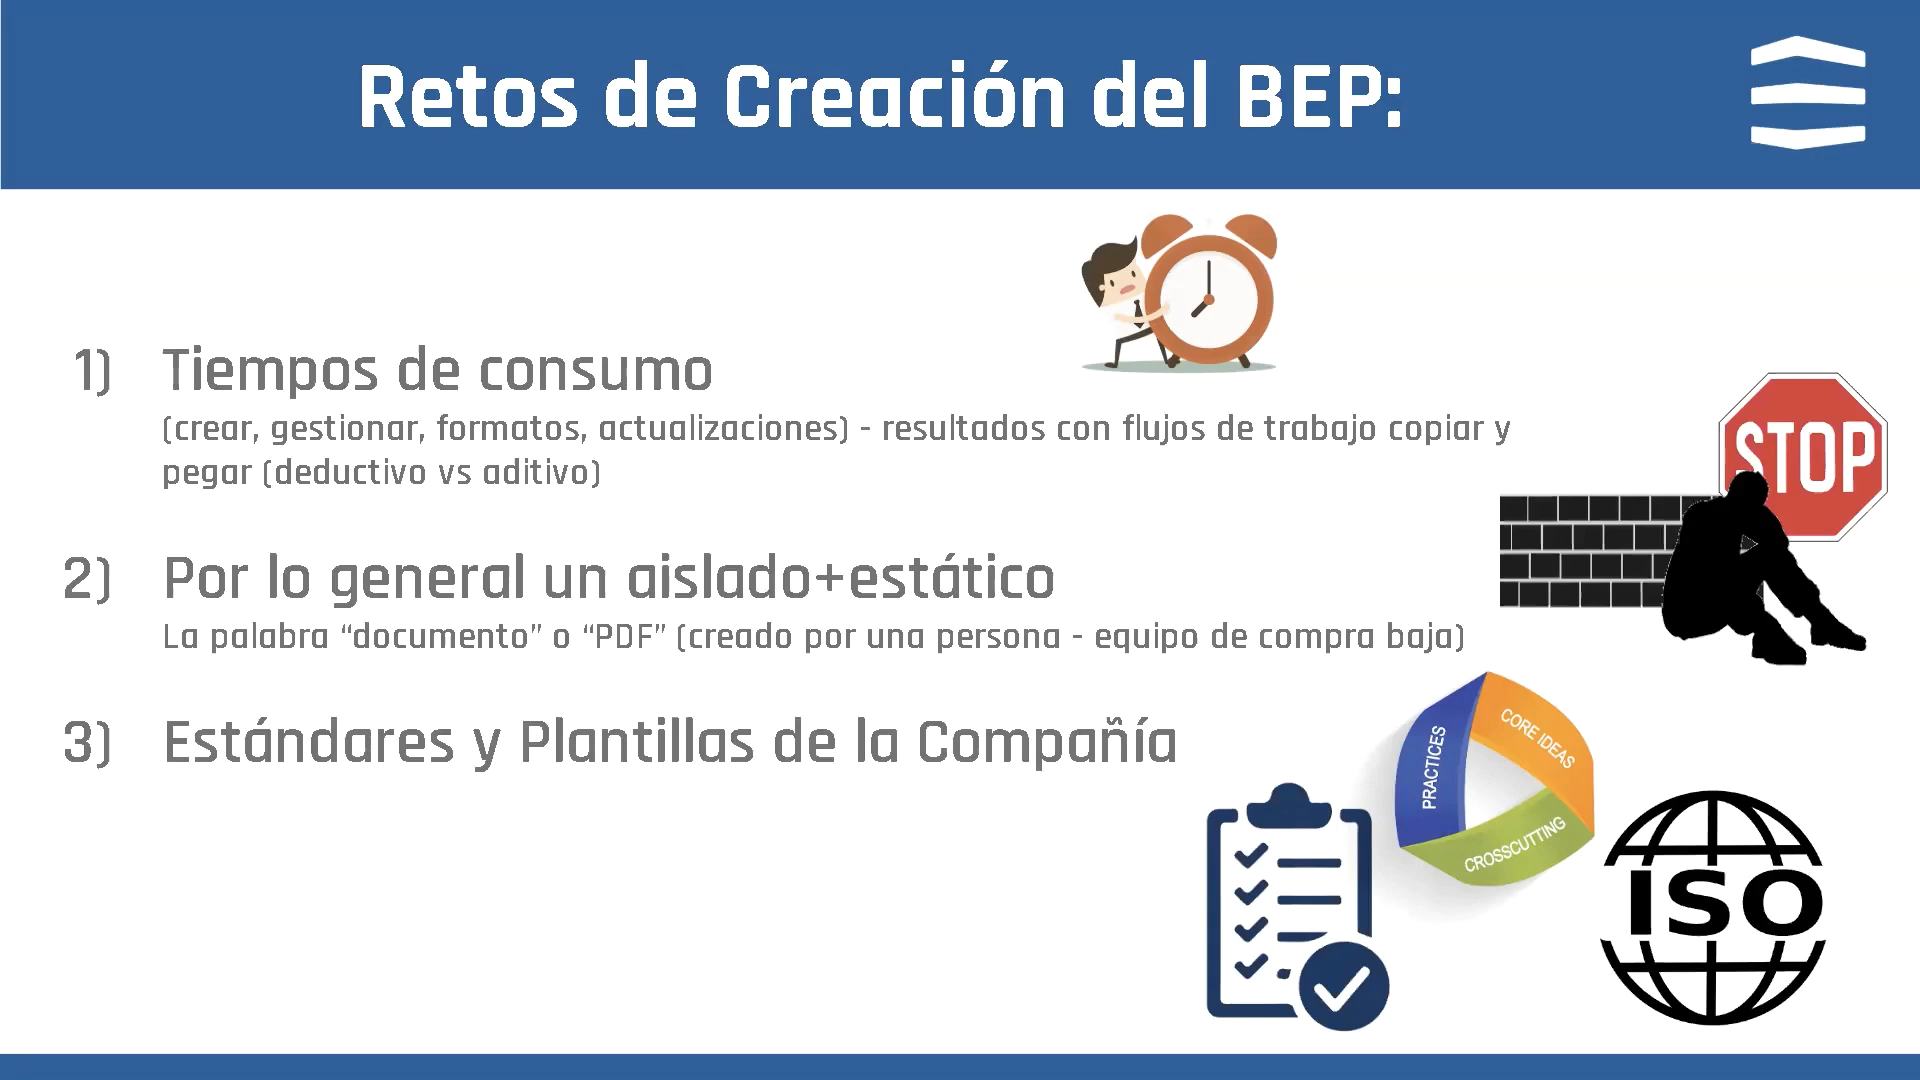 Retos de Creación del BEP:
1) Tiempos de consumo
(crear, gestionar, formatos, actualizaciones) - resultados con flujos de trabajo copiar y
pegar (deductivo vs aditivo)
STOP
2) Por lo general un aislado+estático
La palabra “documento” o “PDF” (creado por una persona - equipo de compra baja)
3) Estándares y Plantillas de la Compañía
PRACTICES
CORE IDEAS
CROSSCUTTING
ISO